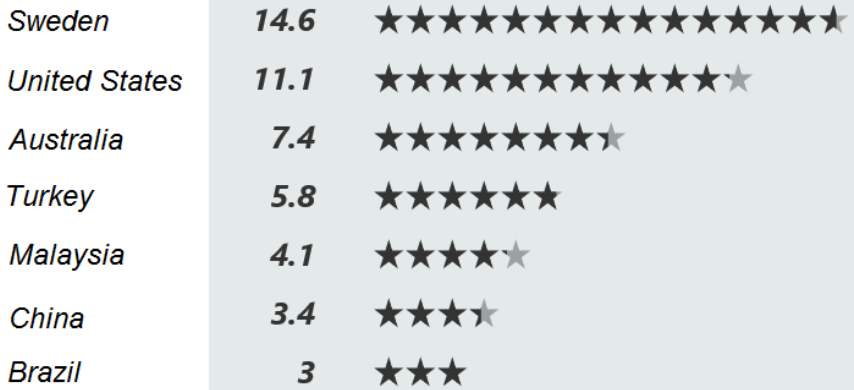 Sweden 14.6
United States 11.1
Australia 7.4
Turkey 5.8
Malaysia 4.1
China 3.4
Brazil 3